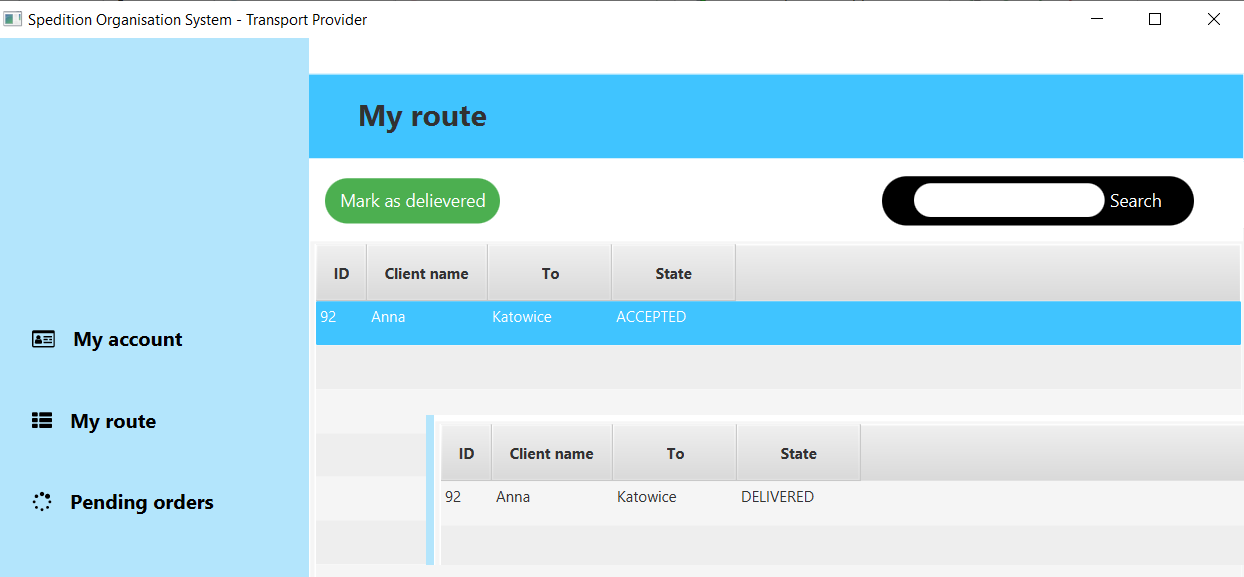 Spedition Organisation System - Transport Provider
My route
Mark as delievered
Search
ID Client name To State
92 Anna Katowice ACCEPTED
My account
My route
Pending orders
ID Client name To State
92 Anna Katowice DELIVERED